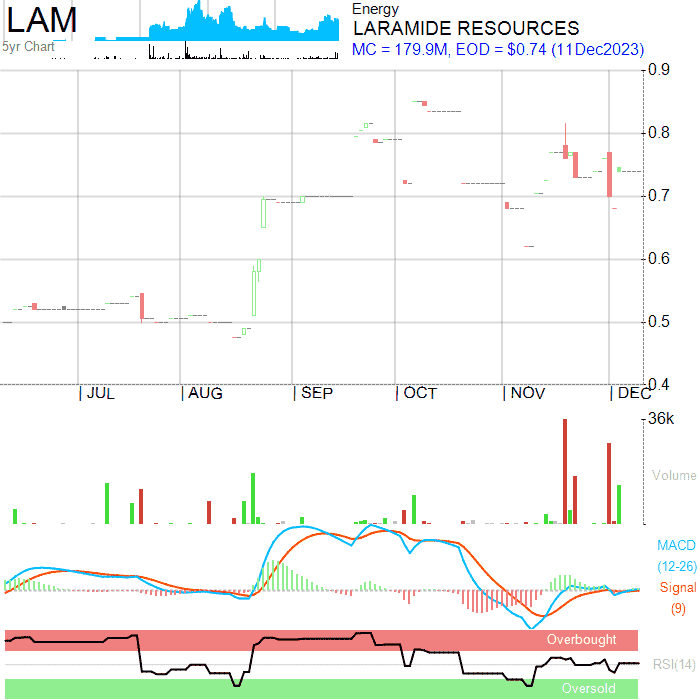 LAM
5yr Chart
Energy
LARAMIDE RESOURCES
MC = 179.9M, EOD = $0.74 (11Dec2023)
0.9
0.8
0.7
0.6
0.5
0.4
| JUL | AUG | SEP | OCT | NOV | DEC
36k
Volume
MACD
(12-26)
Signal
(9)
Overbought
RSI(14)
Oversold